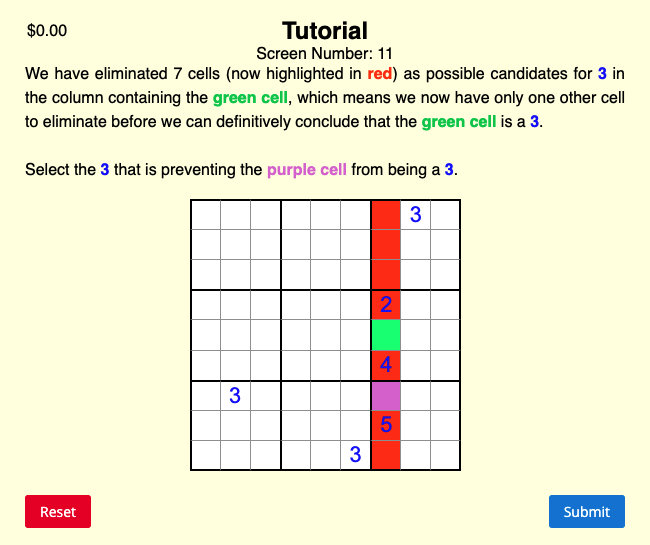 $0.00
Tutorial
Screen Number: 11
We have eliminated 7 cells (now highlighted in red) as possible candidates for 3 in
the column containing the green cell, which means we now have only one other cell
to eliminate before we can definitively conclude that the green cell is a 3.
Select the 3 that is preventing the purple cell from being a 3.
3
2
4
3
5
3
Reset
Submit